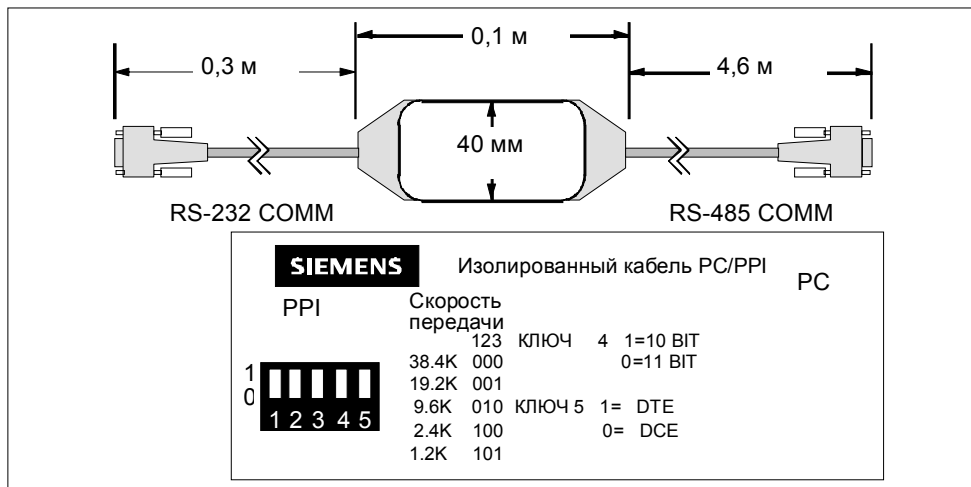 0,1 м
0,3 м
4,6 м
40 мм
RS-232 COMM
RS-485 COMM
SIEMENS Изолированный кабель PC/PPI PC
PPI
Скорость
передачи
123 КЛЮЧ 4 1=10 BIT
38.4K 000 0=11 BIT
19.2K 001
9.6K 010 КЛЮЧ 5 1= DTE
2.4K 100 0= DCE
1.2K 101
1
0
1 2 3 4 5